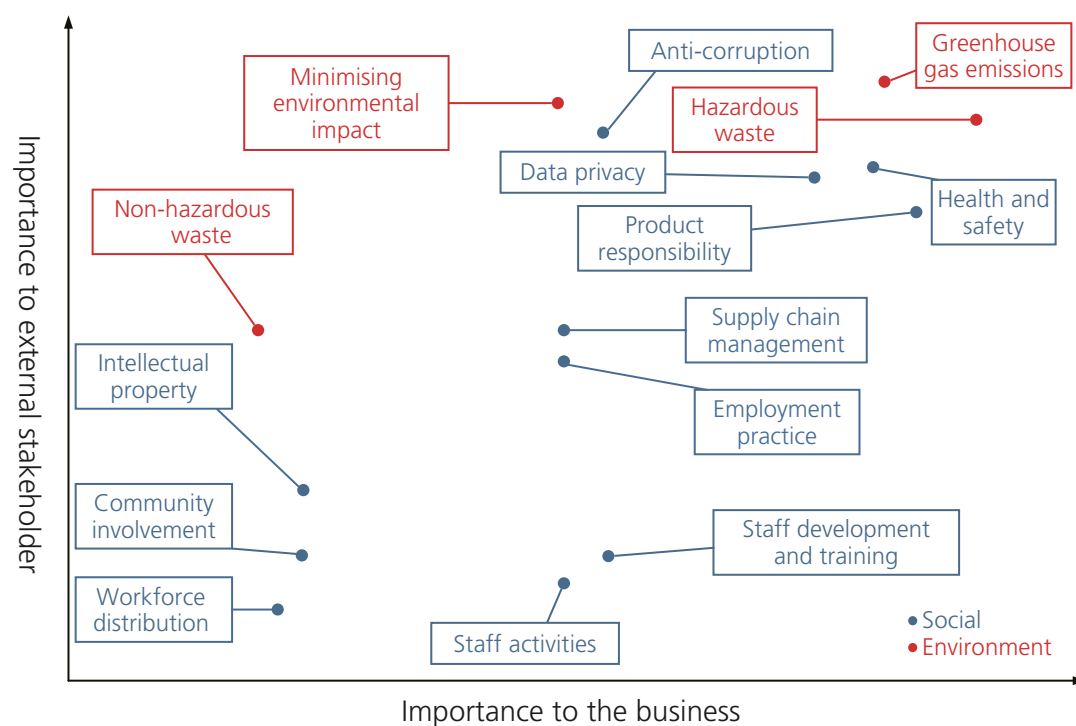 Anti-corruption
Greenhouse
gas emissions
Minimising
environmental
impact
Hazardous
waste
Data privacy
Non-hazardous
waste
Health and
safety
Product
responsibility
Supply chain
management
Intellectual
property
Employment
practice
Community
involvement
Staff development
and training
Workforce
distribution
Staff activities
Social
Environment
Importance to external stakeholder
Importance to the business